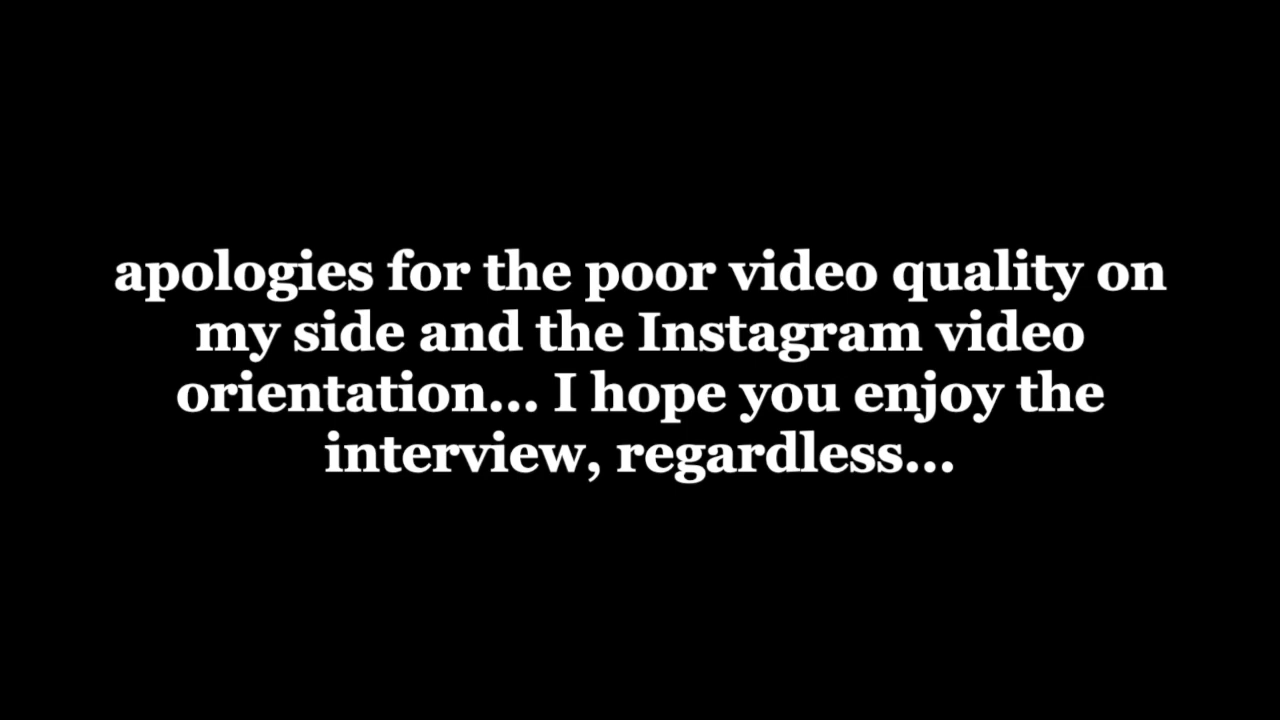 apologies for the poor video quality on
my side and the Instagram video
orientation... I hope you enjoy the
interview, regardless...